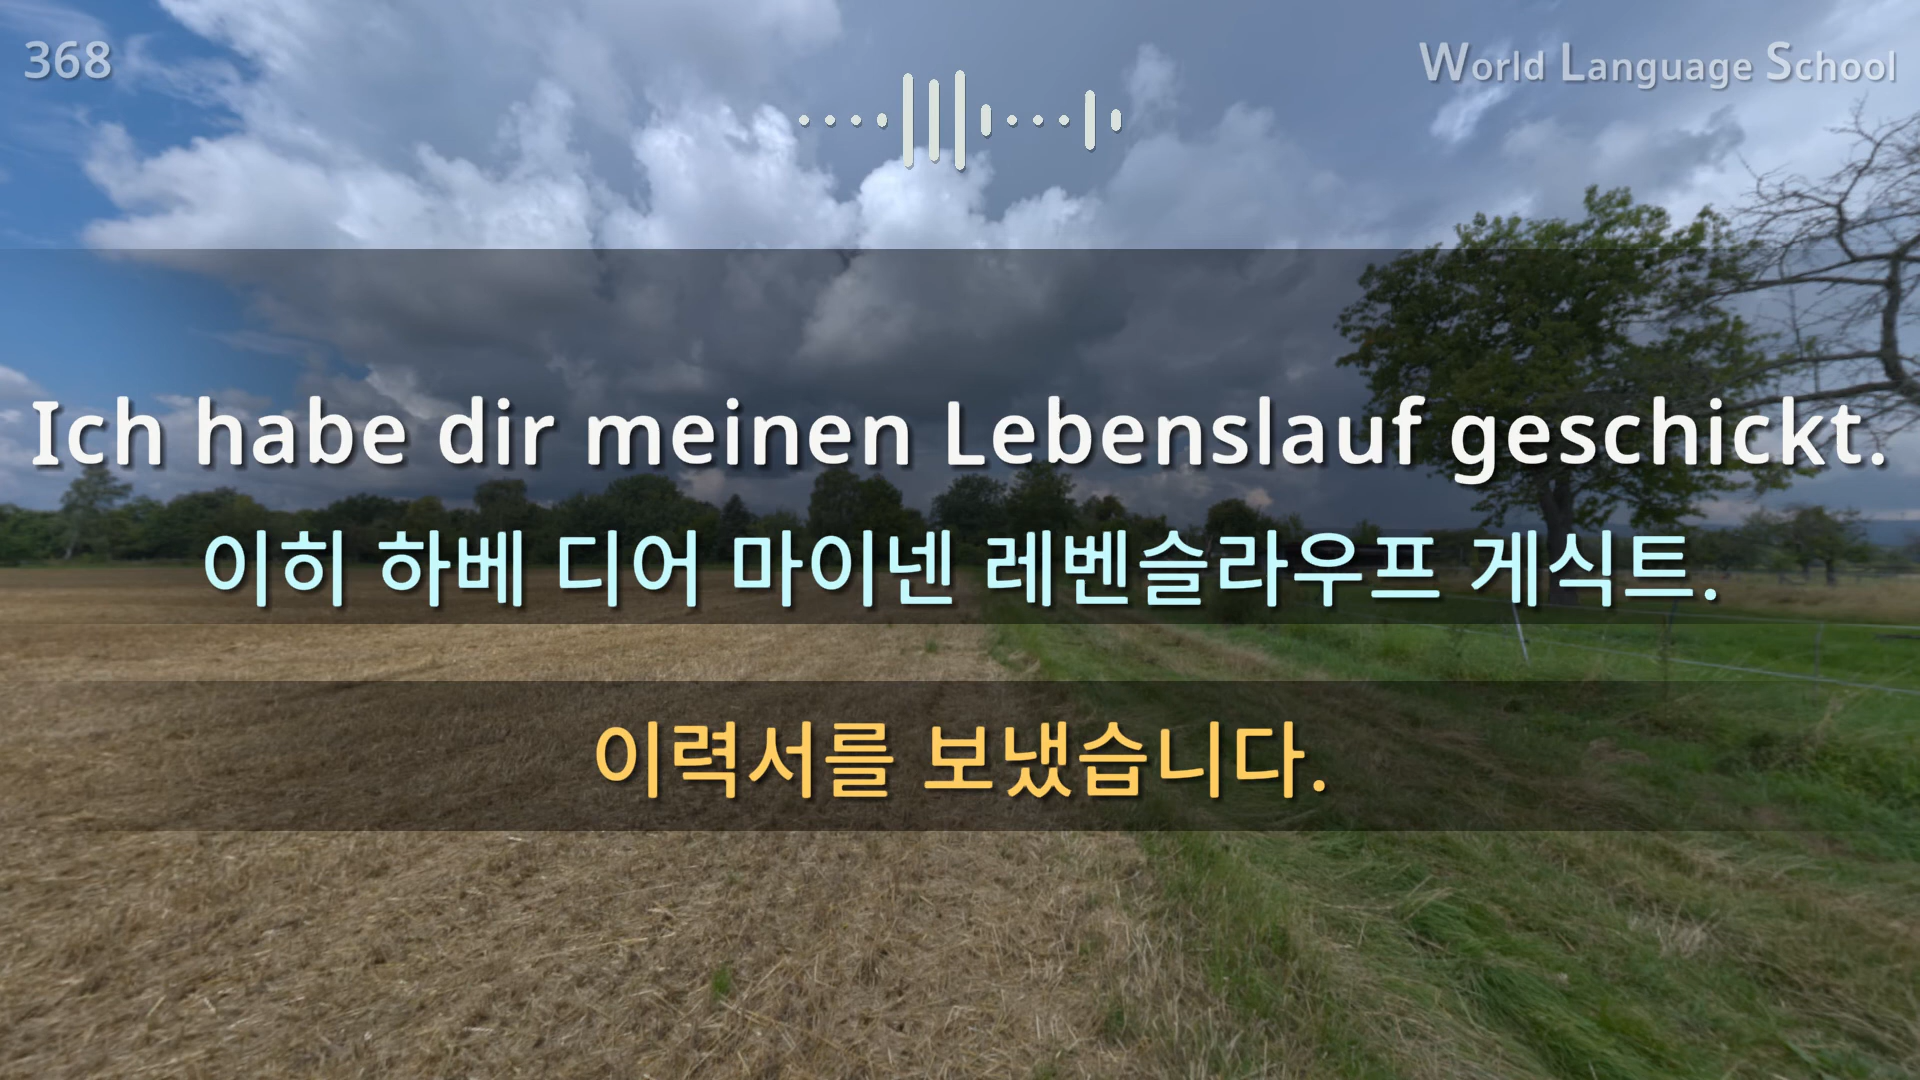 368
World Language School
Ich habe dir meinen Lebenslauf geschickt.
이히 하베 디어 마이넨 레벤슬라우프 게식트.
이력서를 보냈습니다.